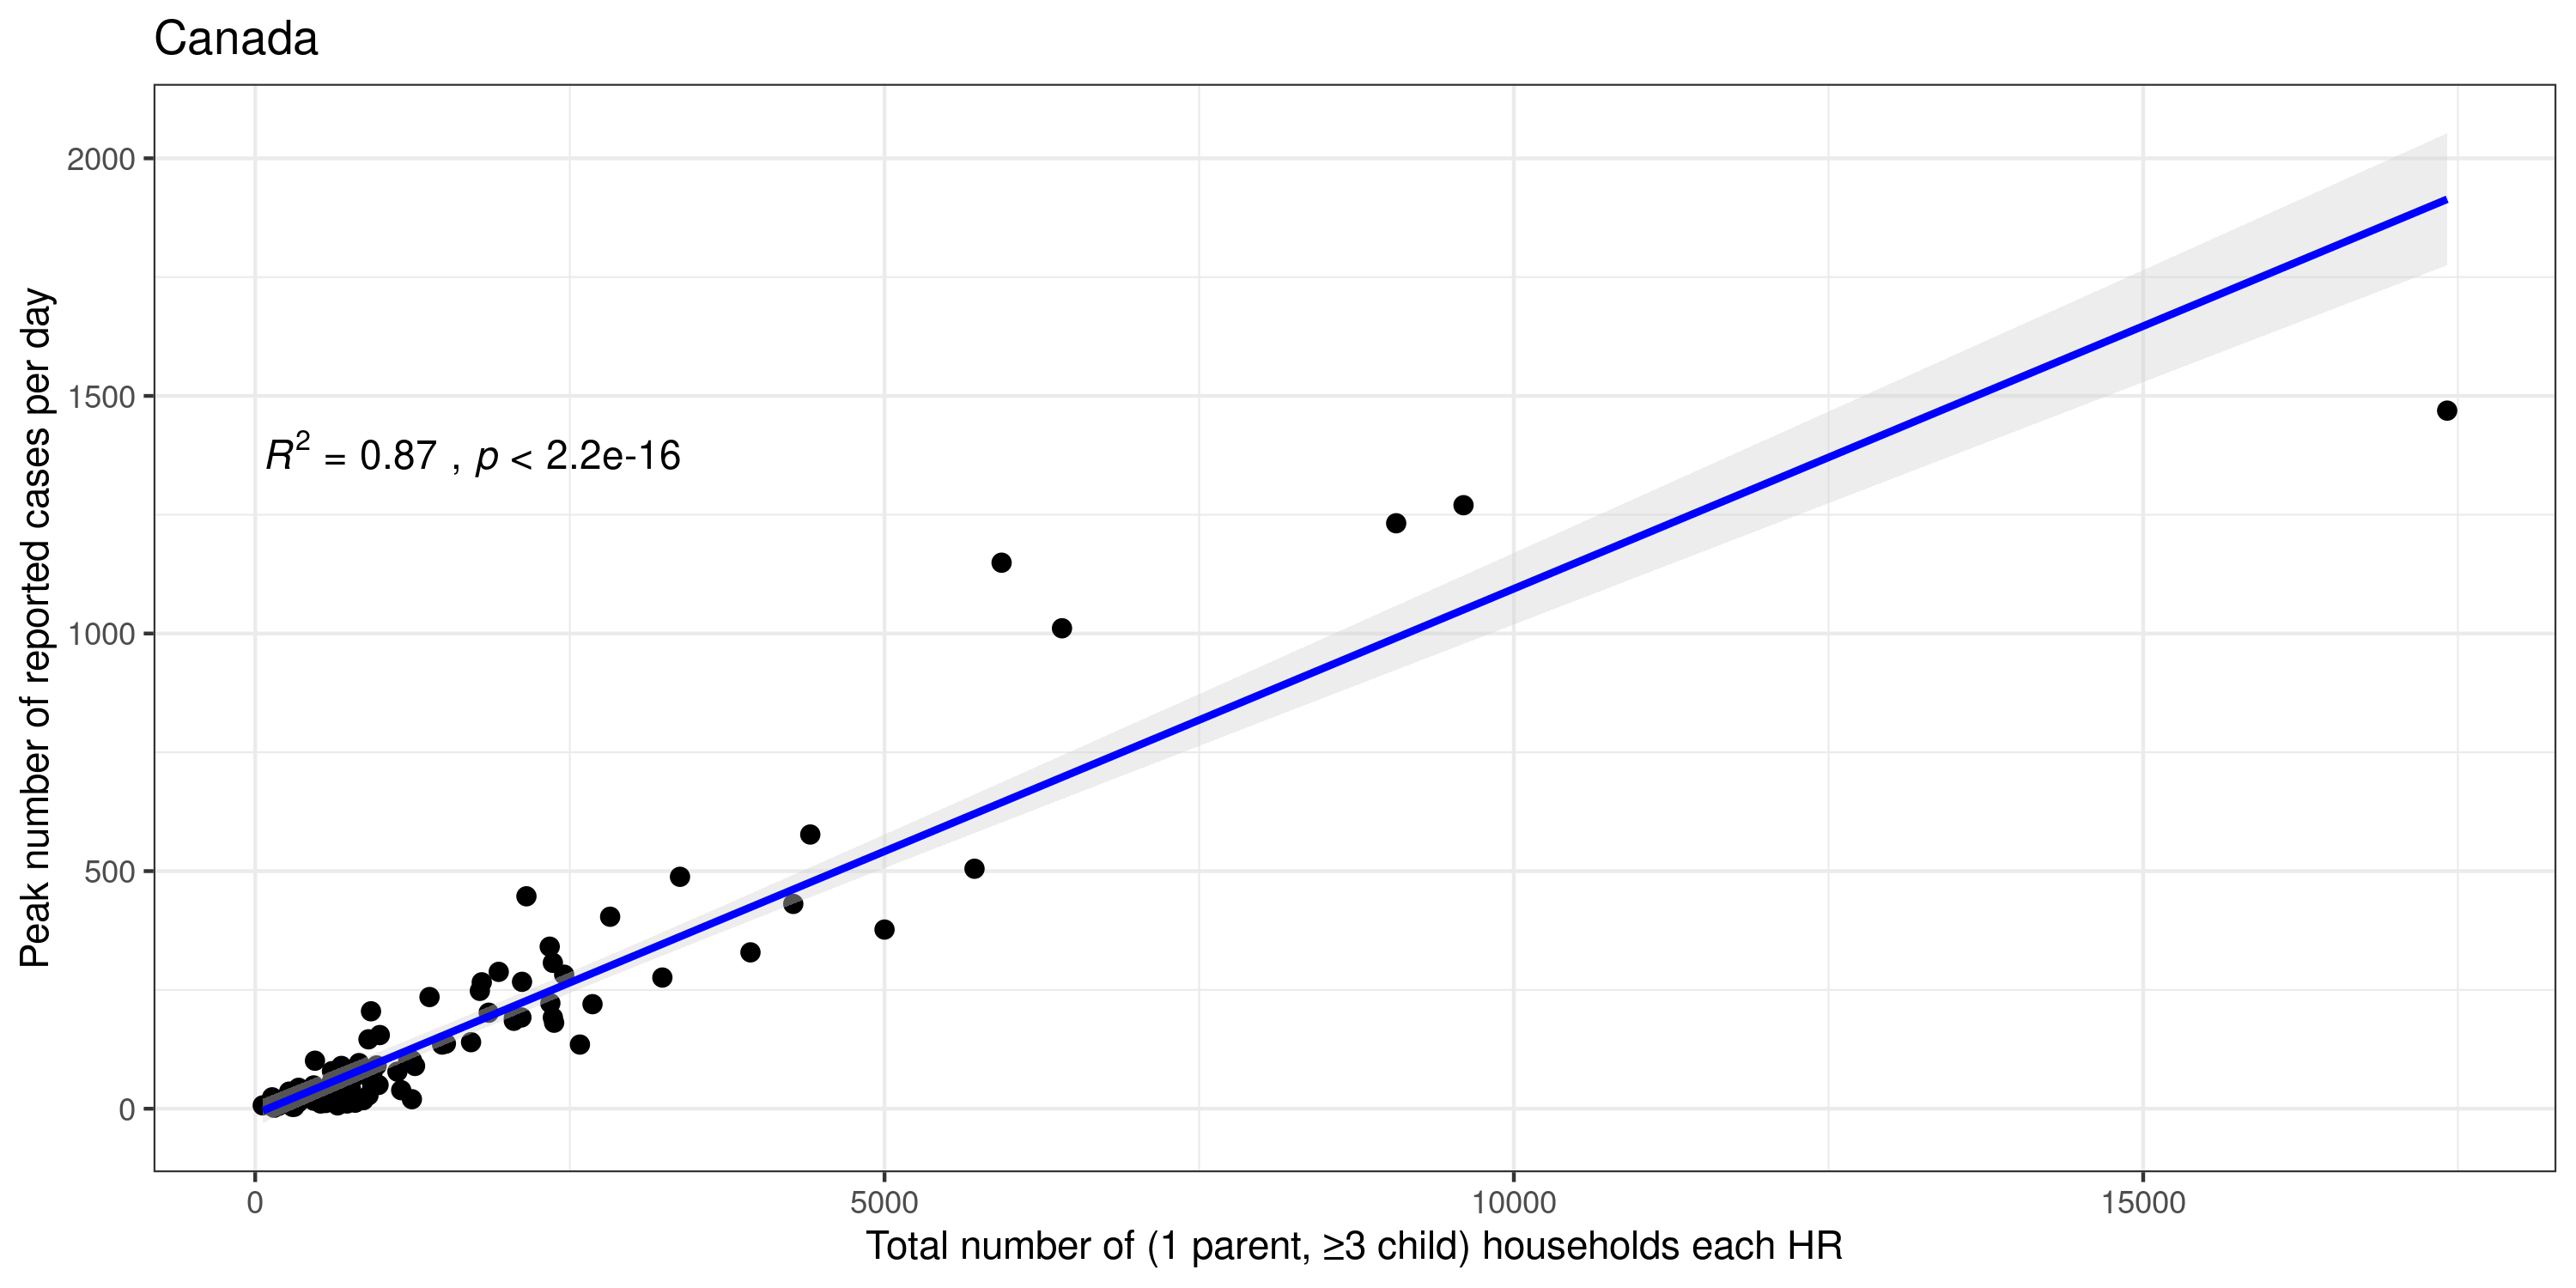 Canada
Peak number of reported cases per day
2000
1500
1000
500
0
R² = 0.87 , p < 2.2e-16
0 5000 10000 15000
Total number of (1 parent, ≥3 child) households each HR